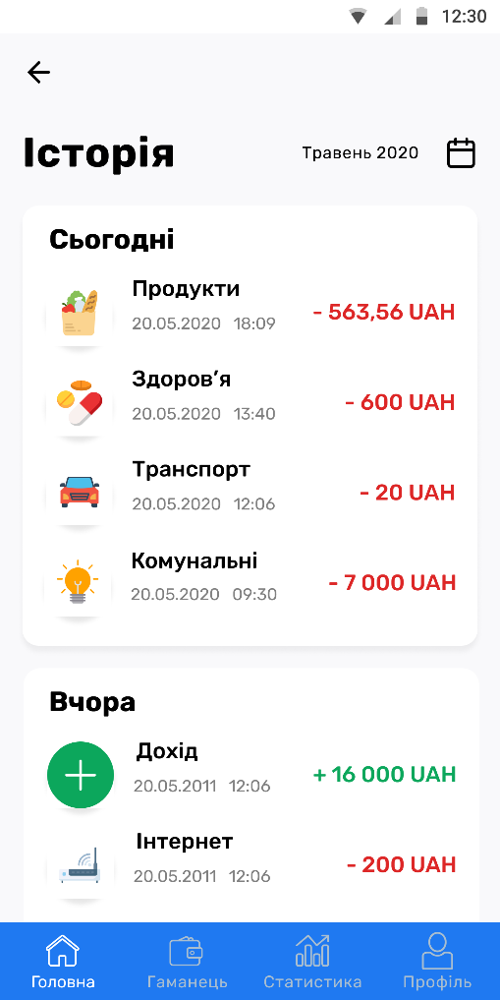 12:30
Історія
Травень 2020
Сьогодні
Продукти
20.05.2020 18:09
- 563,56 UAH
Здоров’я
20.05.2020 13:40
- 600 UAH
Транспорт
20.05.2020 12:06
- 20 UAH
Комунальні
20.05.2020 09:30
- 7 000 UAH
Вчора
Дохід
20.05.2011 12:06
+ 16 000 UAH
Інтернет
20.05.2011 12:06
- 200 UAH
Головна
Гаманець
Статистика
Профіль